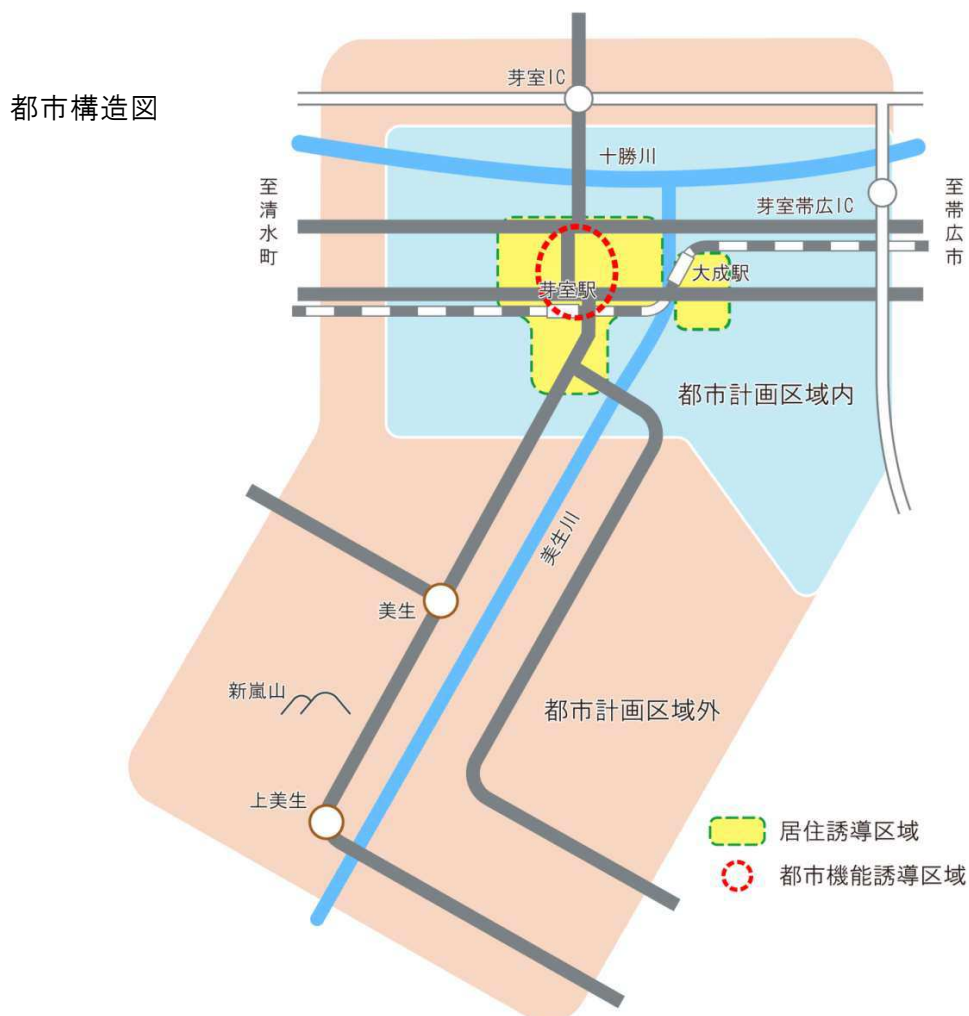 都市構造図
芽室IC
十勝川
至清水町
芽室帯広IC
至帯広市
大成駅
芽室駅
都市計画区域内
美生川
美生
新嵐山
都市計画区域外
上美生
居住誘導区域
都市機能誘導区域